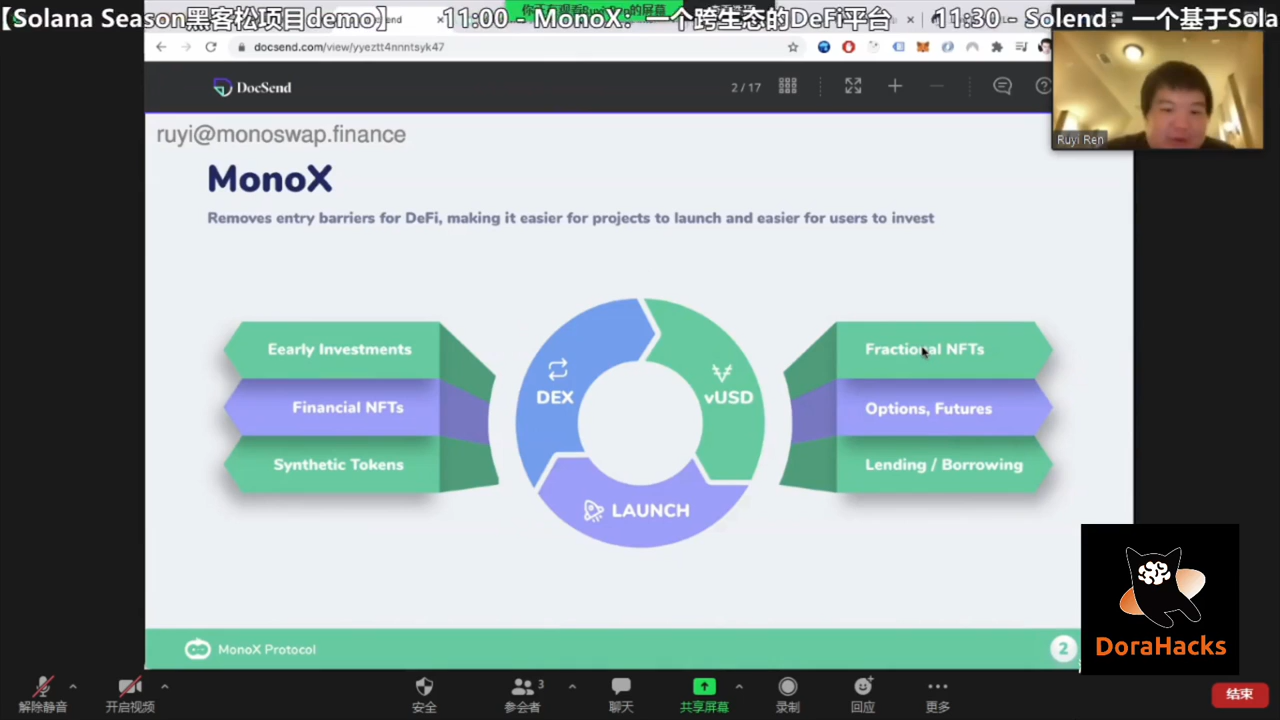 【Solana Season黑客松项目demo】 11:00 - MonoX：一个跨生态的DeFi平台 11:30 - Solend：一个基于Sola
docsend.com/view/yyeztt4nnntsyk47
DocSend
2 / 17
ruyi@monoswap.finance
Ruyi Ren
MonoX
Removes entry barriers for DeFi, making it easier for projects to launch and easier for users to invest
Eearly Investments
Fractional NFTs
DEX
vUSD
Financial NFTs
Options, Futures
Synthetic Tokens
Lending / Borrowing
LAUNCH
DoraHacks
MonoX Protocol
2
3
解除静音
开启视频
安全
参会者
聊天
共享屏幕
录制
回应
更多
结束